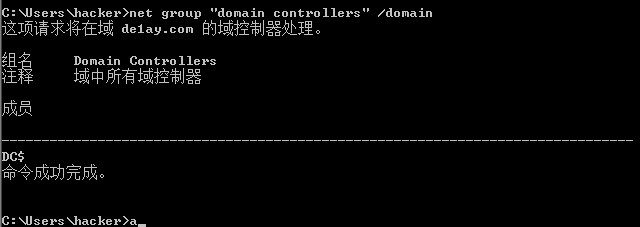 C:\Users\hacker>net group "domain controllers" /domain
这项请求将在域 de1ay.com 的域控制器处理。
组名     Domain Controllers
注释     域中所有域控制器
成员
-------------------------------------------------------------------------------
DC$
命令成功完成。
C:\Users\hacker>a_